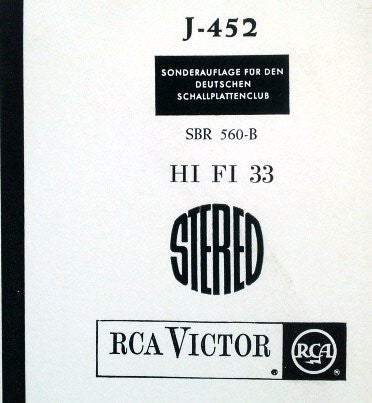 J-452
SONDERAUFLAGE FÜR DEN
DEUTSCHEN
SCHALLPLATTENCLUB
SBR 560-B
HI FI 33
STEREO
RCA VICTOR ®
RCA ®